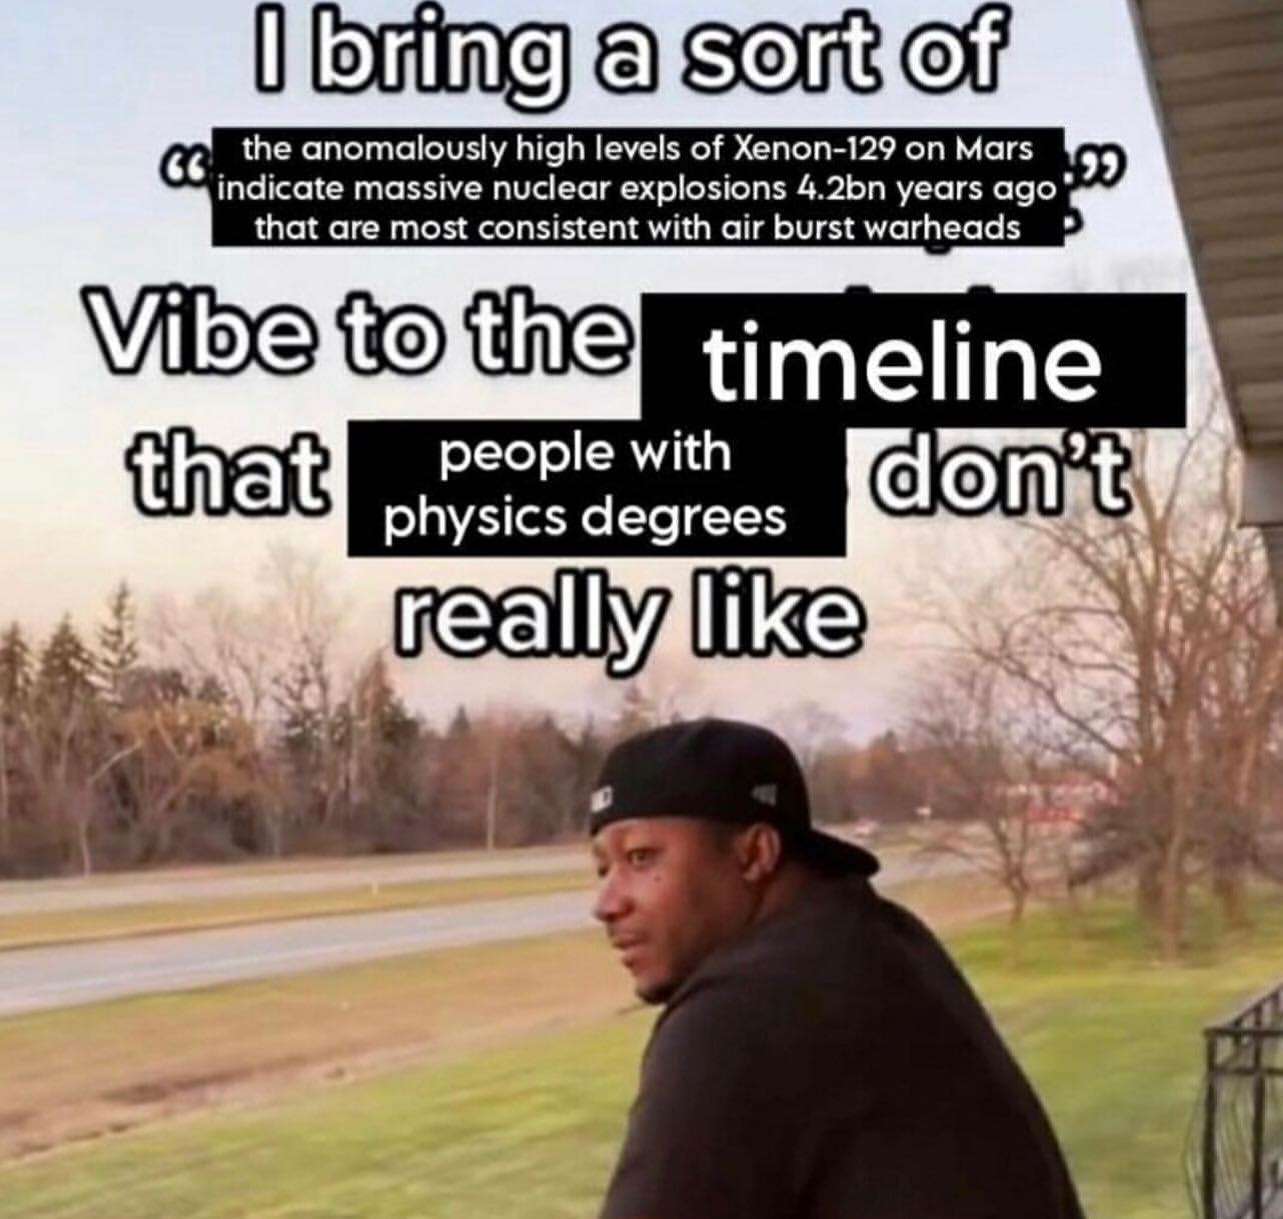 I bring a sort of
“ the anomalously high levels of Xenon-129 on Mars ”
indicate massive nuclear explosions 4.2bn years ago
that are most consistent with air burst warheads
Vibe to the timeline
that people with don't
physics degrees
really like